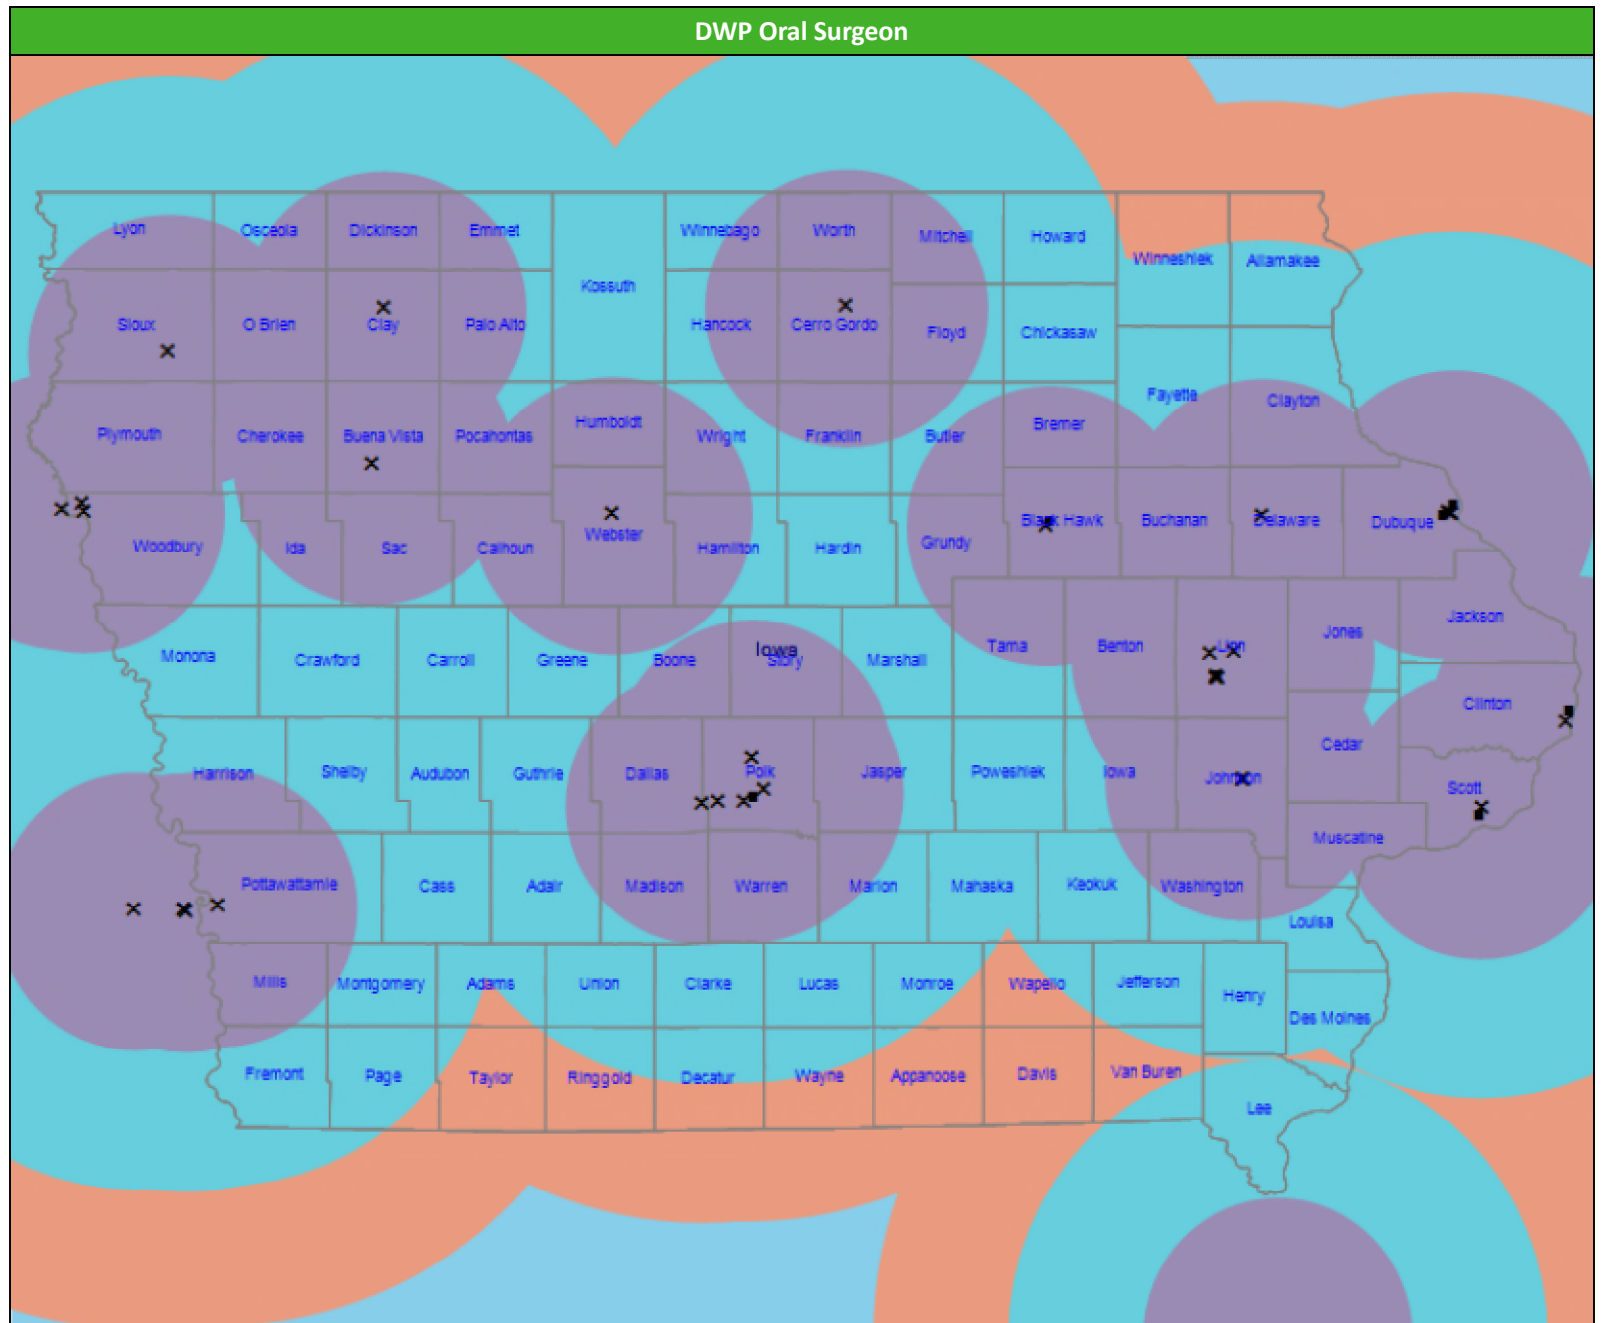 DWP Oral Surgeon
Lyon
Osceola
Dickinson
Emmet
Kossuth
Winnebago
Worth
Mitchell
Howard
Winneshiek
Allamakee
Sioux
O Brien
Clay
Palo Alto
Hancock
Cerro Gordo
Floyd
Chickasaw
Plymouth
Cherokee
Buena Vista
Pocahontas
Humboldt
Wright
Franklin
Butler
Bremer
Fayette
Clayton
Woodbury
Ida
Sac
Calhoun
Webster
Hamilton
Hardin
Grundy
Black Hawk
Buchanan
Delaware
Dubuque
Monona
Crawford
Carroll
Greene
Boone
Iowa
Story
Marshall
Tama
Benton
Linn
Jones
Jackson
Harrison
Shelby
Audubon
Guthrie
Dallas
Polk
Jasper
Poweshiek
Iowa
Johnson
Cedar
Clinton
Scott
Muscatine
Pottawattamie
Cass
Adair
Madison
Warren
Marion
Mahaska
Keokuk
Washington
Louisa
Mills
Montgomery
Adams
Union
Clarke
Lucas
Monroe
Wapello
Jefferson
Henry
Des Moines
Fremont
Page
Taylor
Ringgold
Decatur
Wayne
Appanoose
Davis
Van Buren
Lee